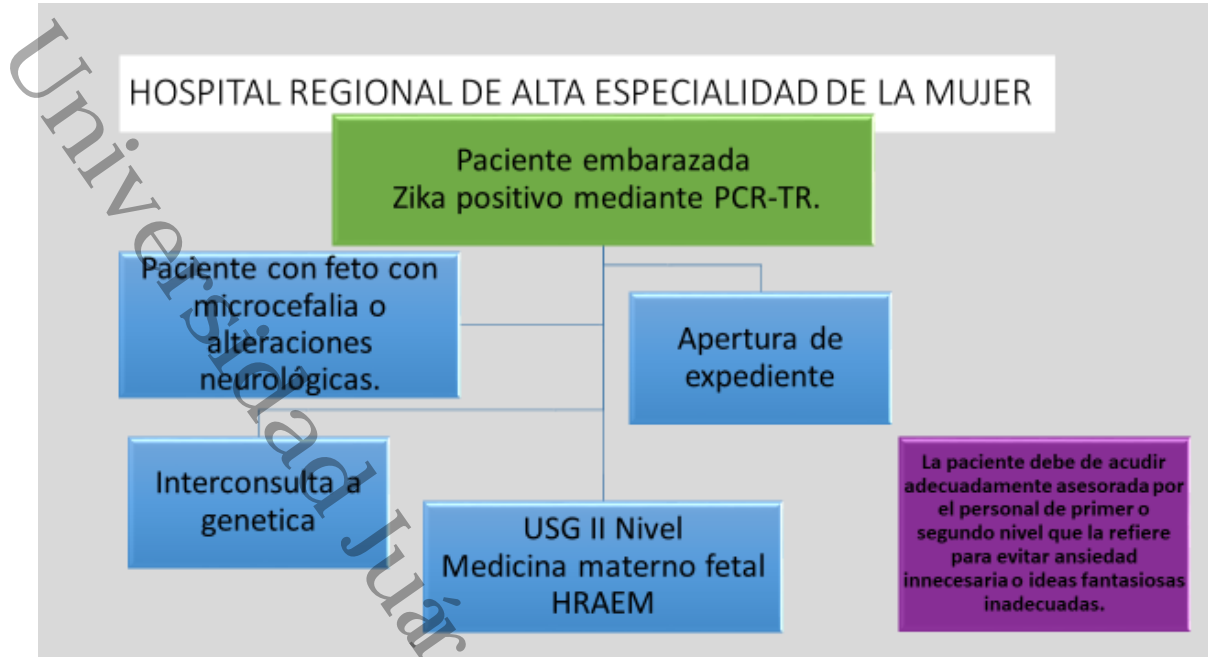 HOSPITAL REGIONAL DE ALTA ESPECIALIDAD DE LA MUJER
Paciente embarazada
Zika positivo mediante PCR-TR.
Paciente con feto con
microcefalia o
alteraciones
neurológicas.
Apertura de
expediente
Interconsulta a
genetica
USG II Nivel
Medicina materno fetal
HRAEM
La paciente debe de acudir
adecuadamente asesorada por
el personal de primer o
segundo nivel que la refiere
para evitar ansiedad
innecesaria o ideas fantasiosas
inadecuadas.
Universidad Juár